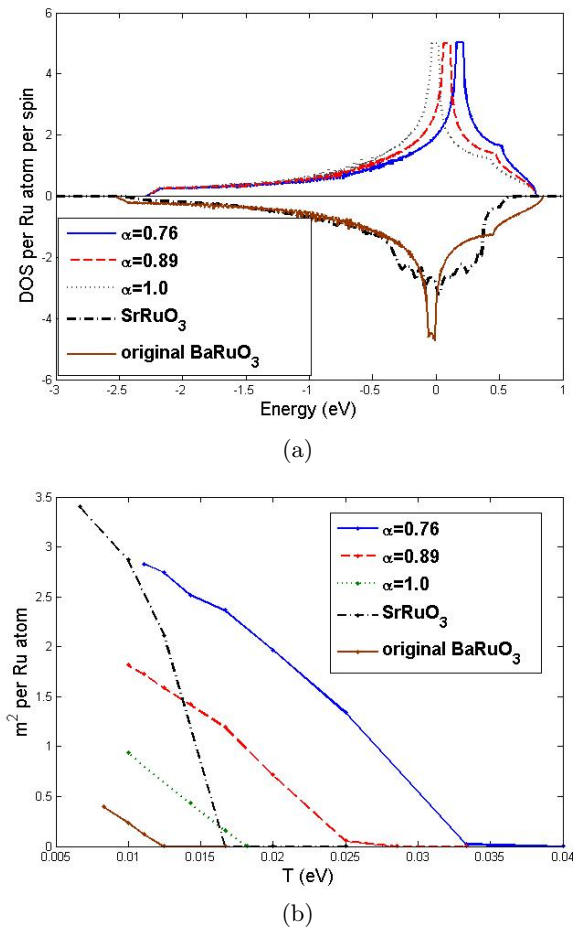 6
4
2
0
-2
-4
-6
DOS per Ru atom per spin
α=0.76
α=0.89
α=1.0
SrRuO3
original BaRuO3
-3 -2.5 -2 -1.5 -1 -0.5 0 0.5 1
Energy (eV)
(a)
3.5
3
2.5
2
1.5
1
0.5
0
m² per Ru atom
α=0.76
α=0.89
α=1.0
SrRuO3
original BaRuO3
0.005 0.01 0.015 0.02 0.025 0.03 0.035 0.04
T (eV)
(b)